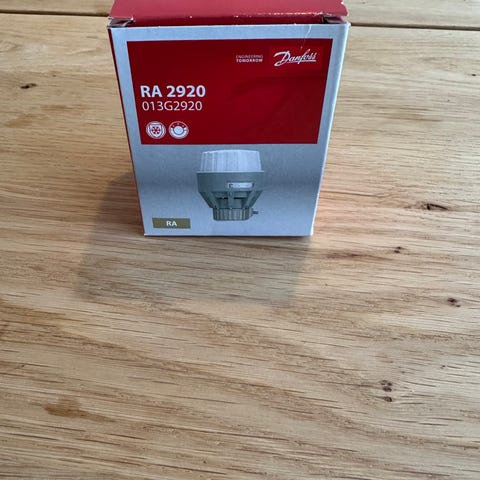 ENGINEERING
TOMORROW
Danfoss
RA 2920
013G2920
RA